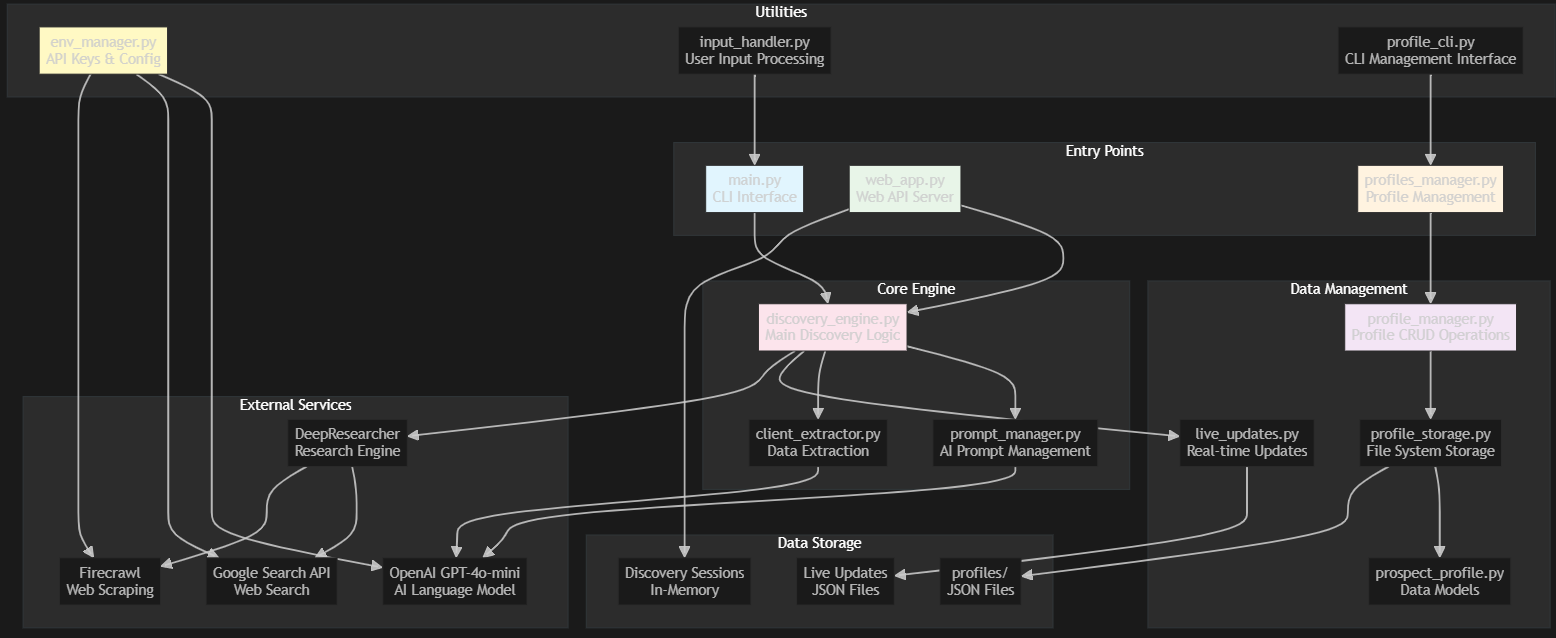 Utilities
env_manager.py
API Keys & Config
input_handler.py
User Input Processing
profile_cli.py
CLI Management Interface
Entry Points
main.py
CLI Interface
web_app.py
Web API Server
profiles_manager.py
Profile Management
Core Engine
discovery_engine.py
Main Discovery Logic
Data Management
profile_manager.py
Profile CRUD Operations
External Services
DeepResearcher
Research Engine
client_extractor.py
Data Extraction
prompt_manager.py
AI Prompt Management
live_updates.py
Real-time Updates
profile_storage.py
File System Storage
Data Storage
Firecrawl
Web Scraping
Google Search API
Web Search
OpenAI GPT-4o-mini
AI Language Model
Discovery Sessions
In-Memory
Live Updates
JSON Files
profiles/
JSON Files
prospect_profile.py
Data Models